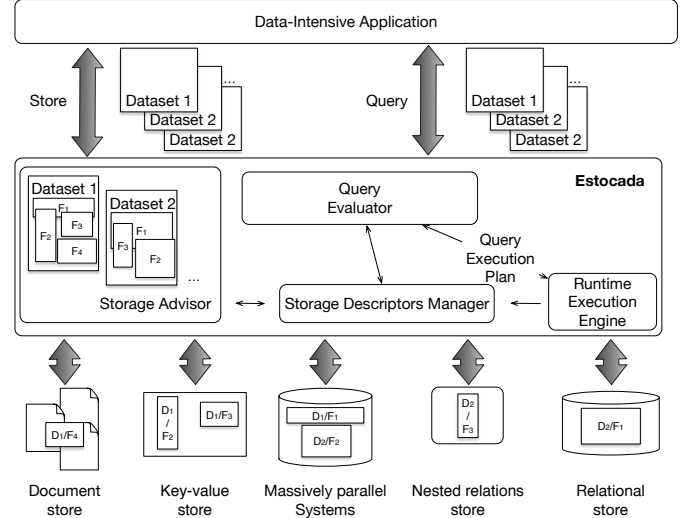 Data-Intensive Application
Store
Dataset 1
...
Dataset 2
Dataset 2
Query
Dataset 1
...
Dataset 2
Dataset 2
Estocada
Dataset 1
F1
F2
F3
F4
Dataset 2
F1
F3
F2
...
Storage Advisor
Query
Evaluator
Query
Execution
Plan
Storage Descriptors Manager
Runtime
Execution
Engine
D1/F4
D1
/
F2
D1/F3
D1/F1
D2/F2
D2
/
F3
D2/F1
Document
store
Key-value
store
Massively parallel
Systems
Nested relations
store
Relational
store